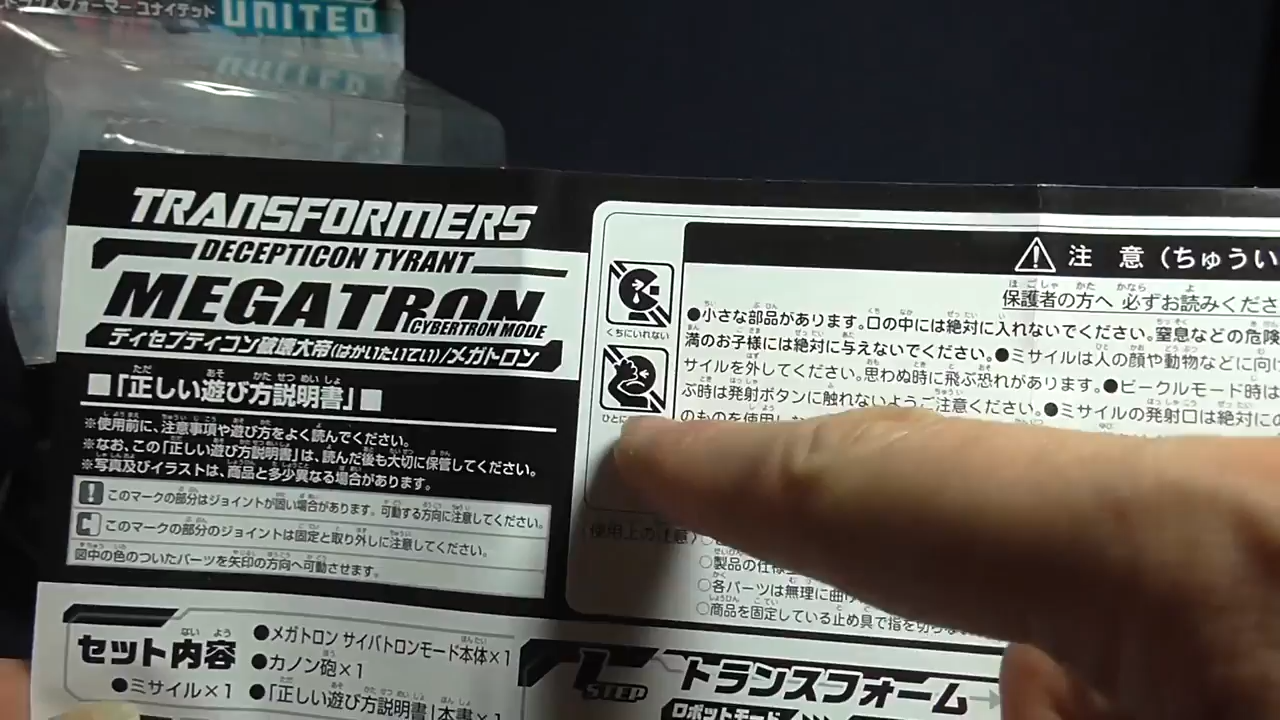 トランスフォーマー ユナイテッド
UNITED
TRANSFORMERS
DECEPTICON TYRANT
MEGATRON
CYBERTRON MODE
ディセプティコン破壊大帝(はかいたいてい)/メガトロン
■「正しい遊び方説明書」■
※使用前に、注意事項や遊び方をよく読んでください。
※なお、この「正しい遊び方説明書」は、読んだ後も大切に保管してください。
※写真及びイラストは、商品と多少異なる場合があります。
このマークの部分はジョイントが固い場合があります。可動する方向に注意してください。
このマークの部分のジョイントは固定と取り外しに注意してください。
図中の色のついたパーツを矢印の方向へ可動させます。
セット内容
●メガトロン サイバトロンモード本体×1
●カノン砲×1
●ミサイル×1 ●「正しい遊び方説明書」本書×1
くちにいれない
ひとに
注 意 (ちゅうい
保護者の方へ 必ずお読みくださ
●小さな部品があります。口の中には絶対に入れないでください。窒息などの危険
満のお子様には絶対に与えないでください。●ミサイルは人の顔や動物などに向け
サイルを外してください。思わぬ時に飛ぶ恐れがあります。●ビークルモード時は
ぶ時は発射ボタンに触れないようご注意ください。●ミサイルの発射口は絶対に
のものを使用し
使用上の注意
○製品の仕様
○各パーツは無理に曲げ
○商品を固定している止め具で指を切らな
1 STEP
トランスフォーム
ロボットモード